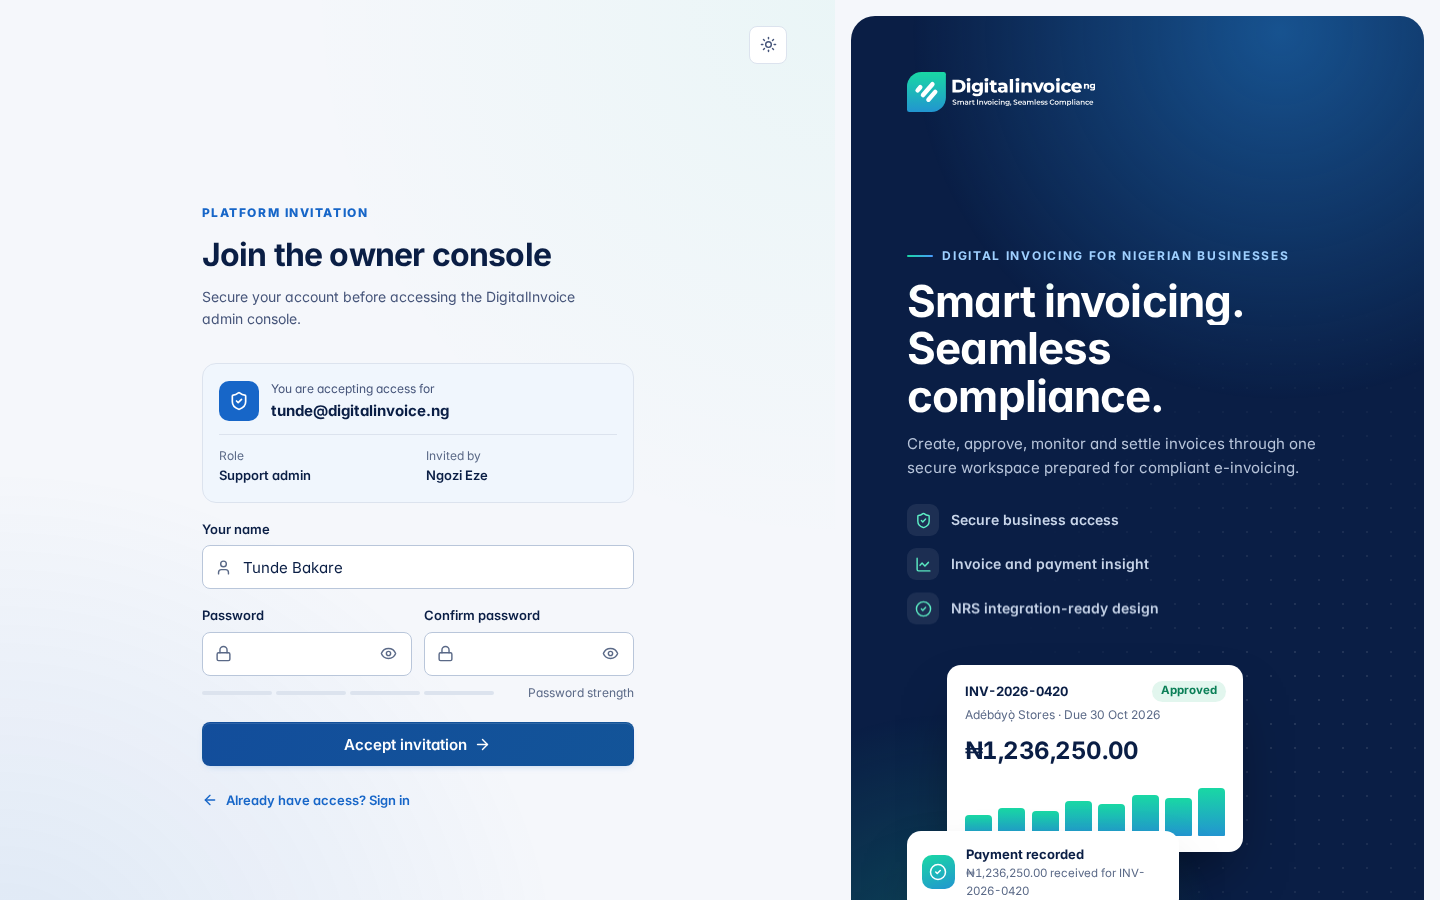 PLATFORM INVITATION
Join the owner console
Secure your account before accessing the DigitalInvoice
admin console.
You are accepting access for
tunde@digitalinvoice.ng
Role
Support admin
Invited by
Ngozi Eze
Your name
Tunde Bakare
Password
Confirm password
Password strength
Accept invitation
Already have access? Sign in
Digitalinvoice ng
Smart Invoicing, Seamless Compliance
DIGITAL INVOICING FOR NIGERIAN BUSINESSES
Smart invoicing.
Seamless
compliance.
Create, approve, monitor and settle invoices through one
secure workspace prepared for compliant e-invoicing.
Secure business access
Invoice and payment insight
NRS integration-ready design
INV-2026-0420
Approved
Adébáyọ̀ Stores · Due 30 Oct 2026
₦1,236,250.00
Payment recorded
₦1,236,250.00 received for INV-
2026-0420